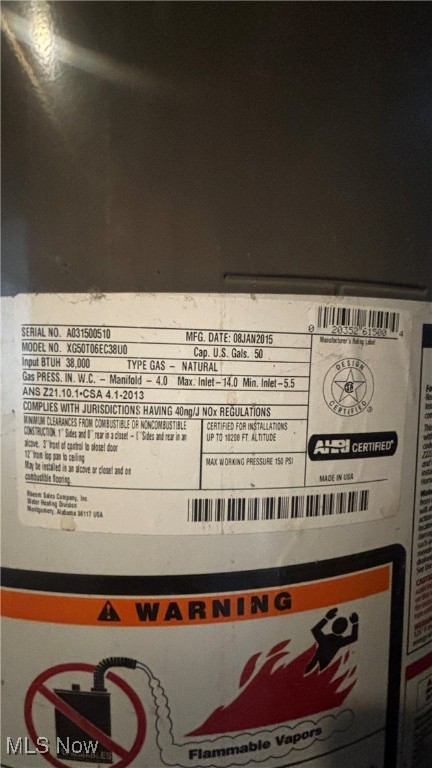 0 20352 61500 4
Manufacturer's Rating Label
SERIAL NO. A031500510 MFG. DATE: 08JAN2015
MODEL NO. XG50T06EC38U0 Cap. U.S. Gals. 50
Input BTUH 38,000 TYPE GAS - NATURAL
Gas PRESS. IN. W.C. - Manifold - 4.0 Max. Inlet - 14.0 Min. Inlet - 5.5
ANS Z21.10.1•CSA 4.1-2013
COMPLIES WITH JURISDICTIONS HAVING 40ng/J NOx REGULATIONS
DESIGN
CERTIFIED
MINIMUM CLEARANCES FROM COMBUSTIBLE OR NONCOMBUSTIBLE
CONSTRUCTION. 1" Sides and 0" rear in a closet - Sides and rear in an
alcove. 3" front of control to closet door
12" from top pan to ceiling
May be installed in an alcove or closet and on
combustible flooring.
CERTIFIED FOR INSTALLATIONS
UP TO 10200 FT. ALTITUDE
MAX WORKING PRESSURE 150 PSI
AHRI CERTIFIED
MADE IN USA
Rheem Sales Company, Inc.
Water Heating Division
Montgomery, Alabama 36117 USA
WARNING
Flammable Vapors
MLS Now